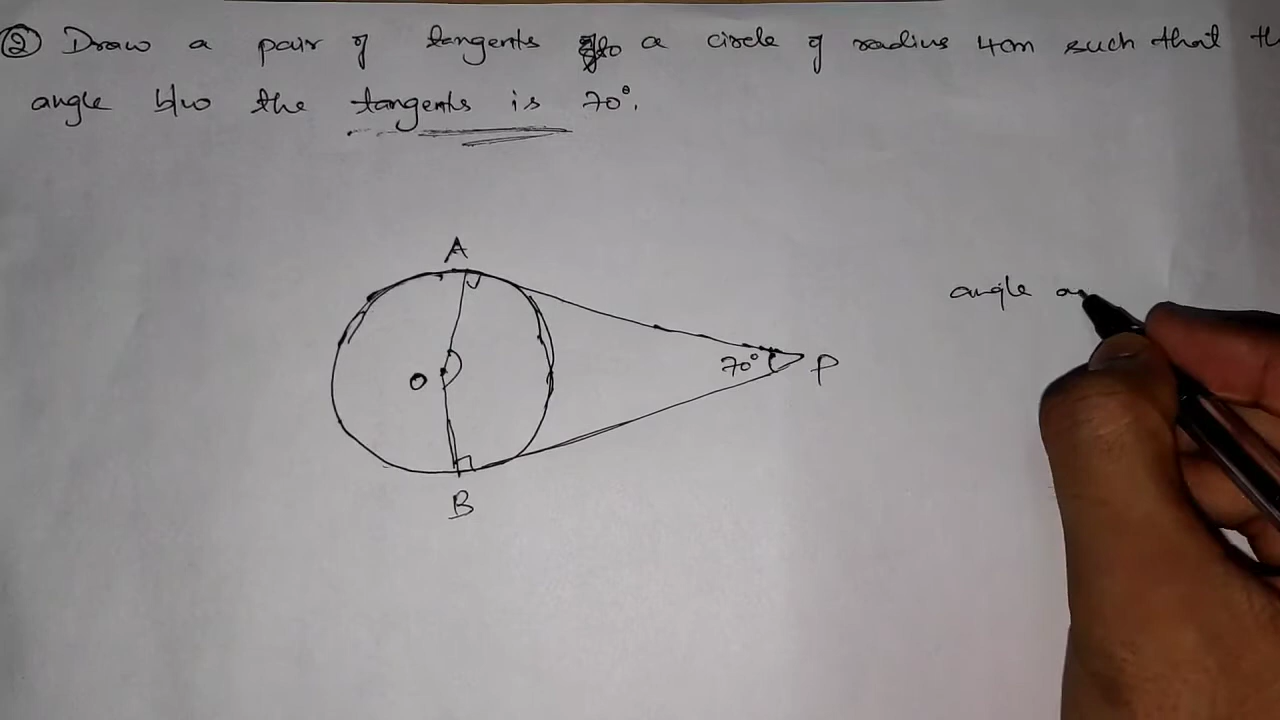 ② Draw a pair of tangents to a circle of radius 4cm such that th
angle b/w the tangents is 70°.
A
angle
70°
P
O
B